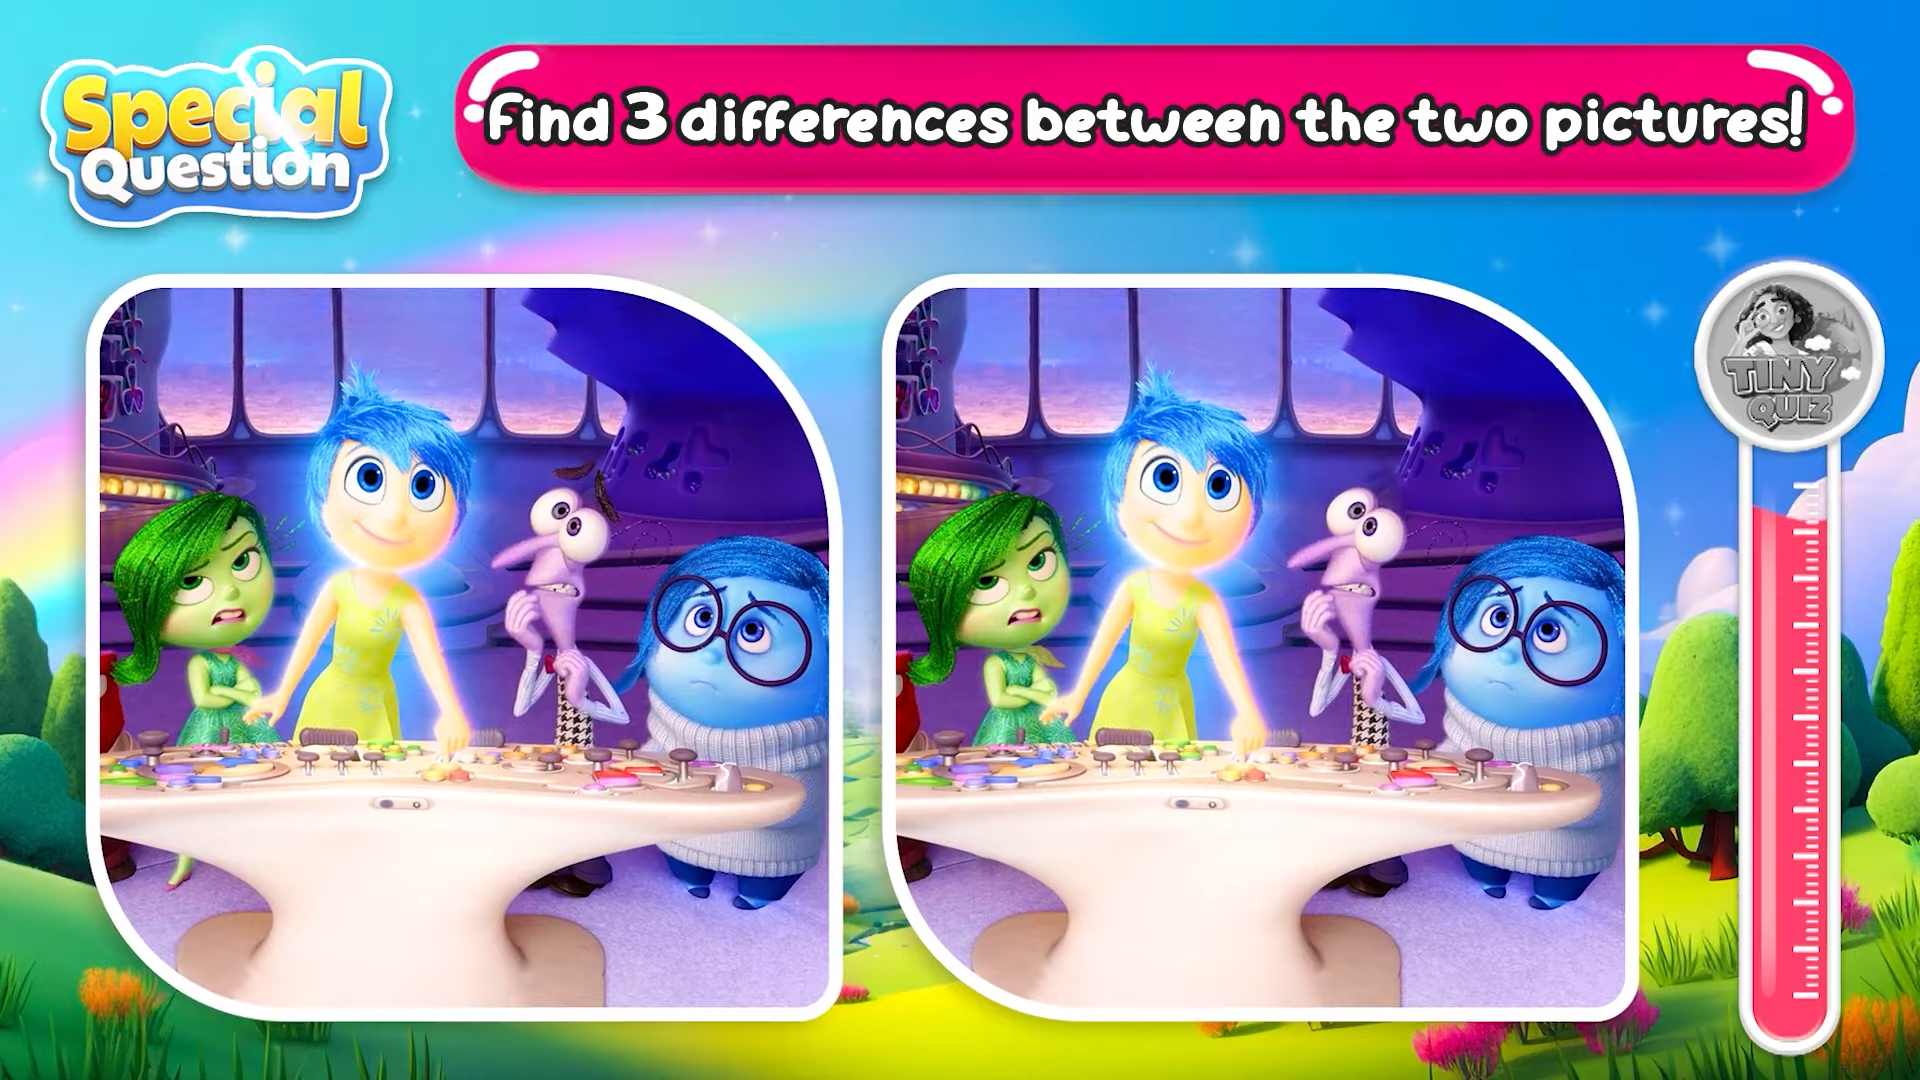 Special
Question
Find 3 differences between the two pictures!
TINY
QUIZ